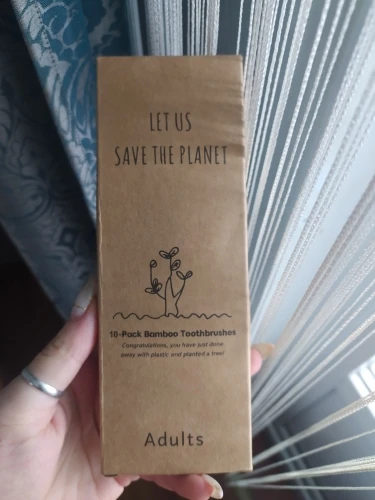 LET US
SAVE THE PLANET
18-Pack Bamboo Toothbrushes
Congratulations, you have just done
away with plastic and planted a tree!
Adults